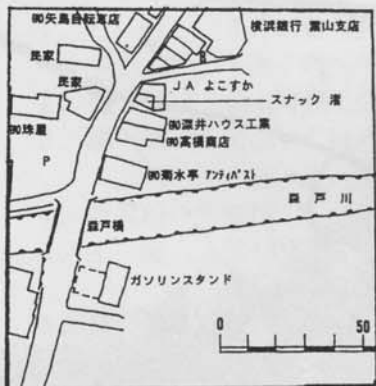 ㈲矢島自転車店
横浜銀行 葉山支店
民家
民家
JA よこすか
スナック 渚
㈲珠屋
㈲深井ハウス工業
㈲高橋商店
P
㈲菊水亭 アンティパスト
森戸川
森戸橋
ガソリンスタンド
0 50